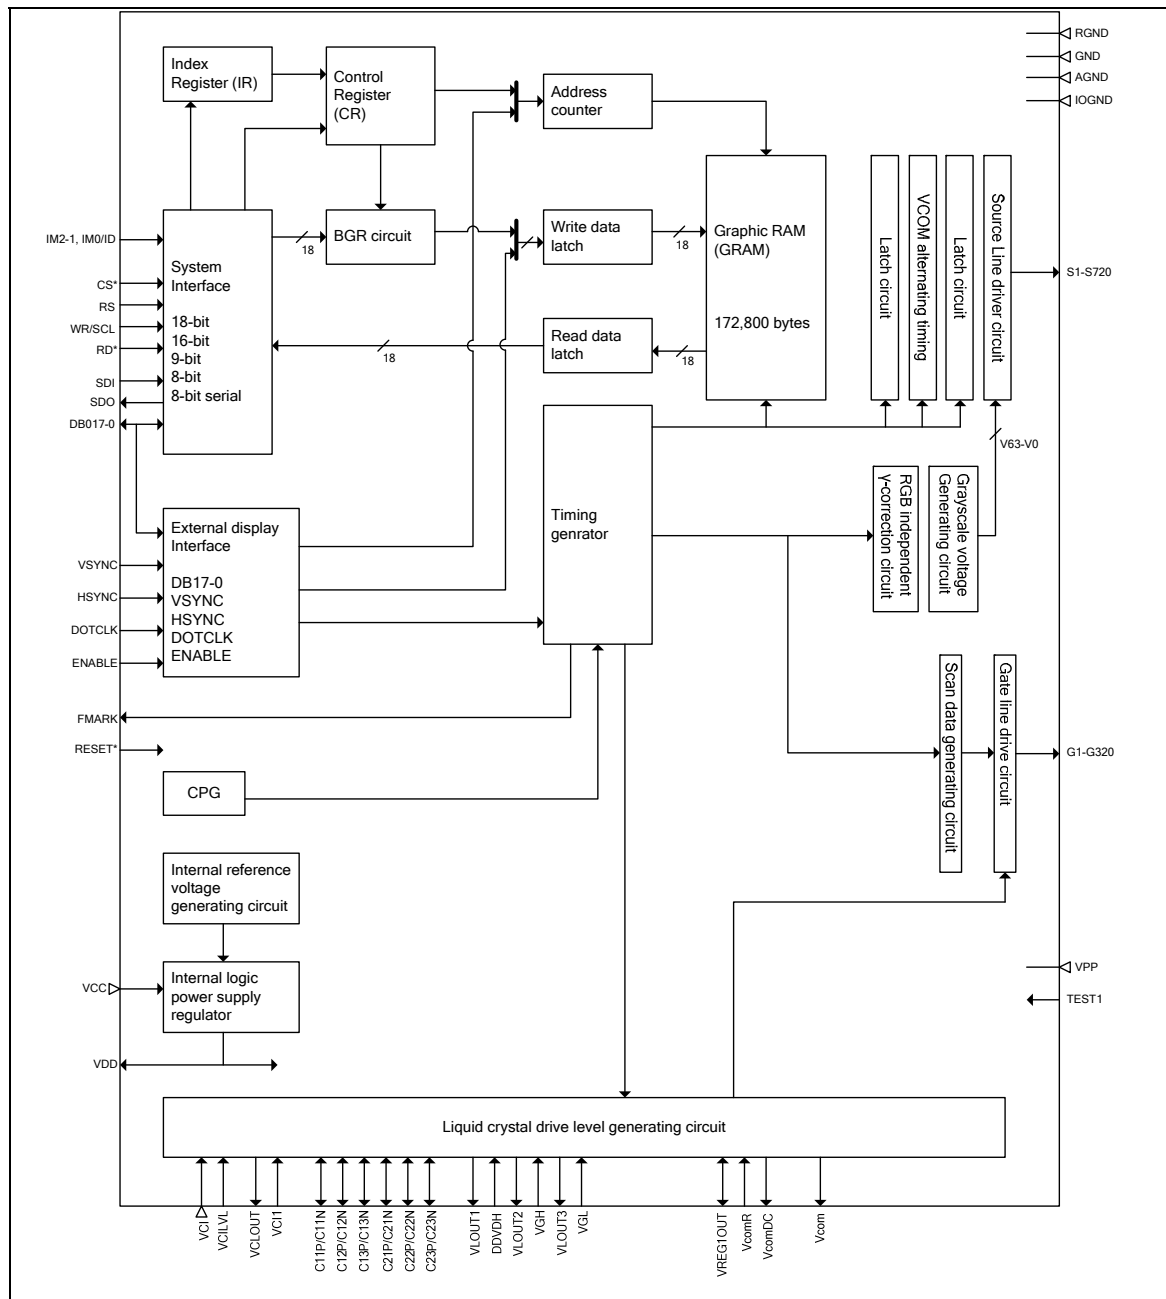 Index
Register (IR)
Control
Register
(CR)
Address
counter
RGND
GND
AGND
IOGND
IM2-1, IM0/ID
CS*
RS
WR/SCL
RD*
SDI
SDO
DB017-0
System
Interface
18-bit
16-bit
9-bit
8-bit
8-bit serial
18
BGR circuit
Write data
latch
18
Graphic RAM
(GRAM)
172,800 bytes
Read data
latch
18
18
Latch circuit
VCOM alternating timing
Latch circuit
Source Line driver circuit
S1-S720
V63-V0
External display
Interface
DB17-0
VSYNC
HSYNC
DOTCLK
ENABLE
VSYNC
HSYNC
DOTCLK
ENABLE
FMARK
RESET*
Timing
genrator
RGB independent
γ-correction circuit
Grayscale voltage
Generating circuit
Scan data generating circuit
Gate line drive circuit
G1-G320
CPG
Internal reference
voltage
generating circuit
Internal logic
power supply
regulator
VCC
VDD
VPP
TEST1
Liquid crystal drive level generating circuit
VCI
VCILVL
VCLOUT
VCI1
C11P/C11N
C12P/C12N
C13P/C13N
C21P/C21N
C22P/C22N
C23P/C23N
VLOUT1
DDVDH
VLOUT2
VGH
VLOUT3
VGL
VREG1OUT
VcomR
VcomDC
Vcom